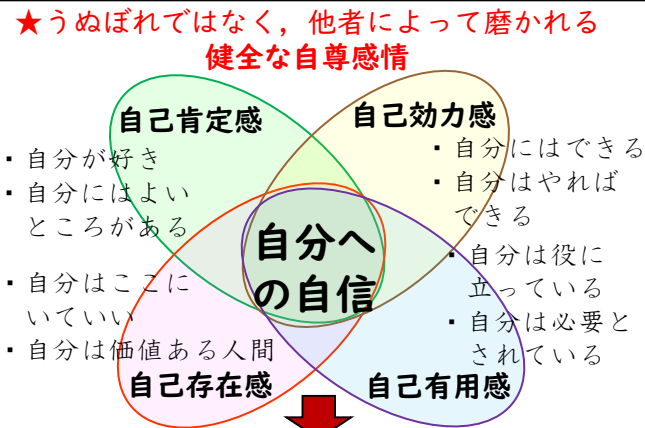 ★うぬぼれではなく，他者によって磨かれる
健全な自尊感情
自己肯定感
▪ 自分が好き
▪ 自分にはよい
ところがある
自己効力感
▪ 自分にはできる
▪ 自分はやれば
できる
自分へ
の自信
▪ 自分はここに
いていい
▪ 自分は価値ある人間
自己存在感
▪ 自分は役に
立っている
▪ 自分は必要と
されている
自己有用感